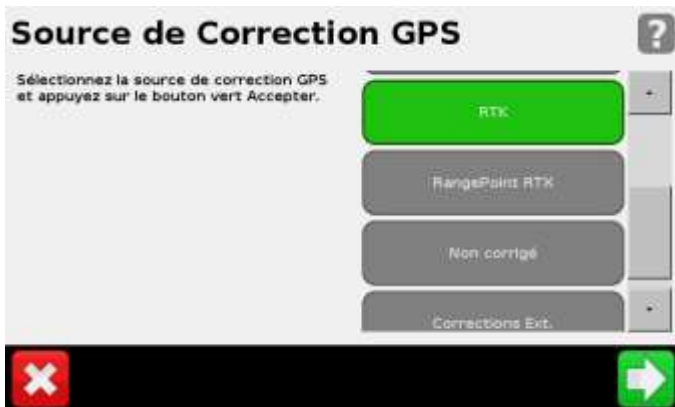 Source de Correction GPS
?
Sélectionnez la source de correction GPS
et appuyez sur le bouton vert Accepter.
RTK
RangePoint RTX
Non corrigé
Corrections Ext.